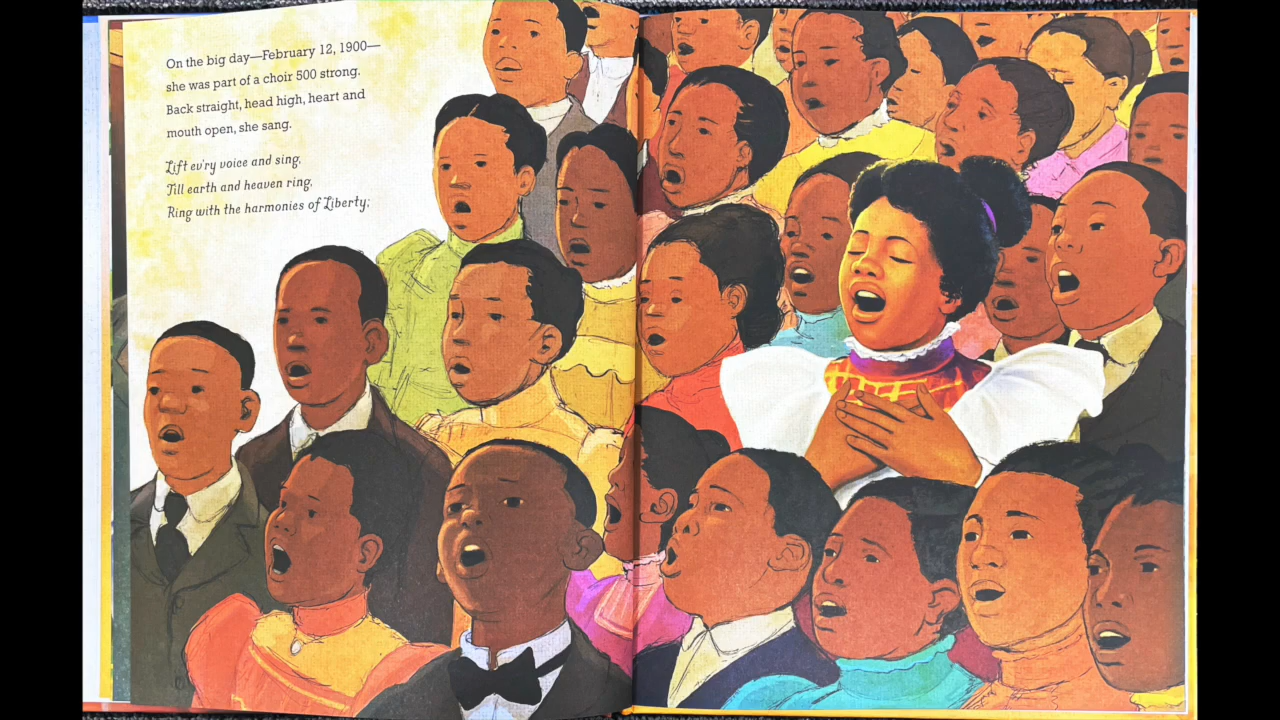 On the big day—February 12, 1900—
she was part of a choir 500 strong.
Back straight, head high, heart and
mouth open, she sang.
Lift ev'ry voice and sing,
Till earth and heaven ring,
Ring with the harmonies of Liberty;